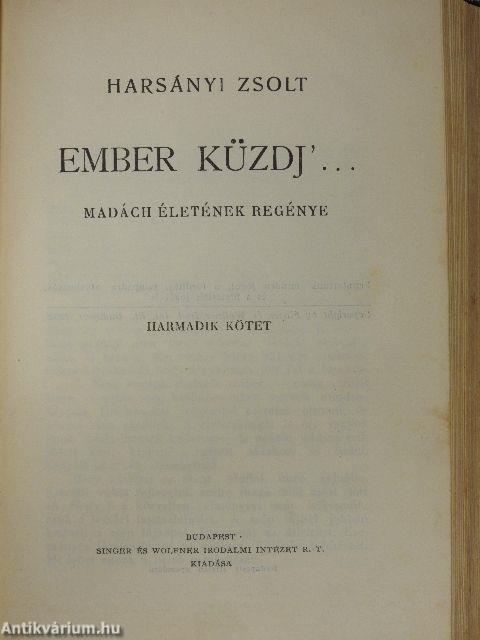 HARSÁNYI ZSOLT
EMBER KÜZDJ'...
MADÁCH ÉLETÉNEK REGÉNYE
HARMADIK KÖTET
BUDAPEST
SINGER ÉS WOLFNER IRODALMI INTÉZET R. T.
KIADÁSA
Antikvárium.hu